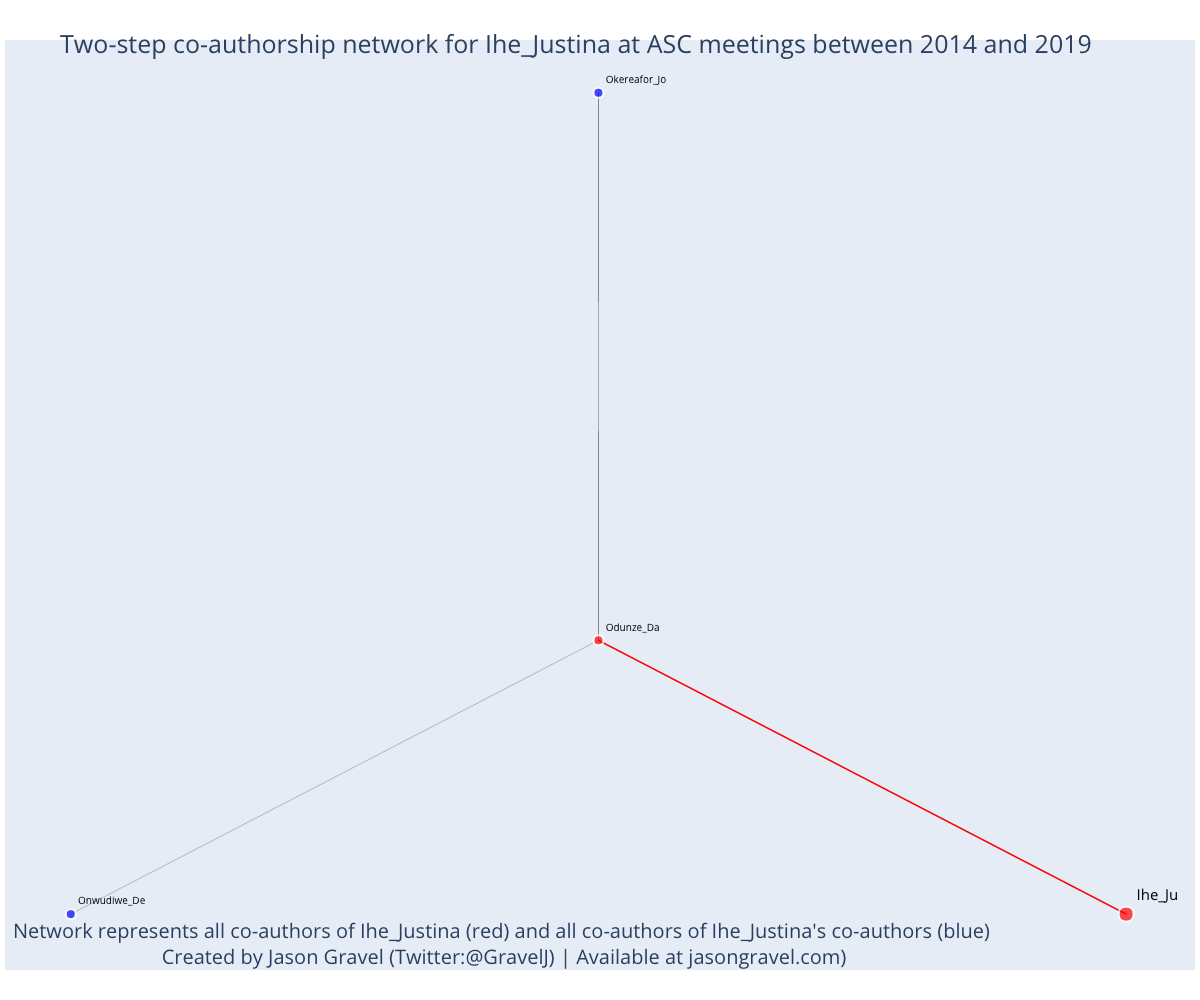 Two-step co-authorship network for Ihe_Justina at ASC meetings between 2014 and 2019
Okereafor_Jo
Odunze_Da
Onwudiwe_De
Ihe_Ju
Network represents all co-authors of Ihe_Justina (red) and all co-authors of Ihe_Justina's co-authors (blue)
Created by Jason Gravel (Twitter:@GravelJ) | Available at jasongravel.com)